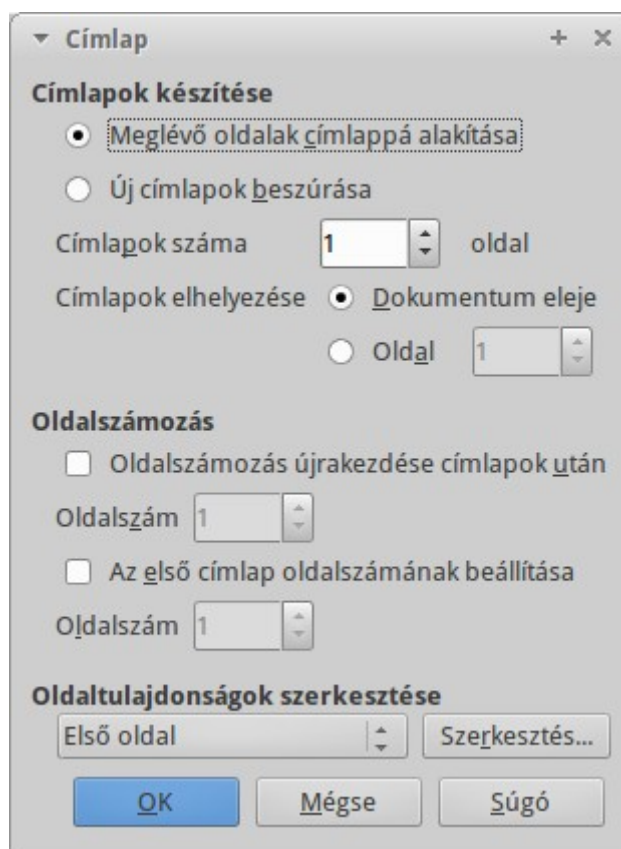 Címlap
Címlapok készítése
Meglévő oldalak címlappá alakítása
Új címlapok beszúrása
Címlapok száma 1 oldal
Címlapok elhelyezése Dokumentum eleje
Oldal 1
Oldalszámozás
Oldalszámozás újrakezdése címlapok után
Oldalszám 1
Az első címlap oldalszámának beállítása
Oldalszám 1
Oldaltulajdonságok szerkesztése
Első oldal Szerkesztés...
OK Mégse Súgó